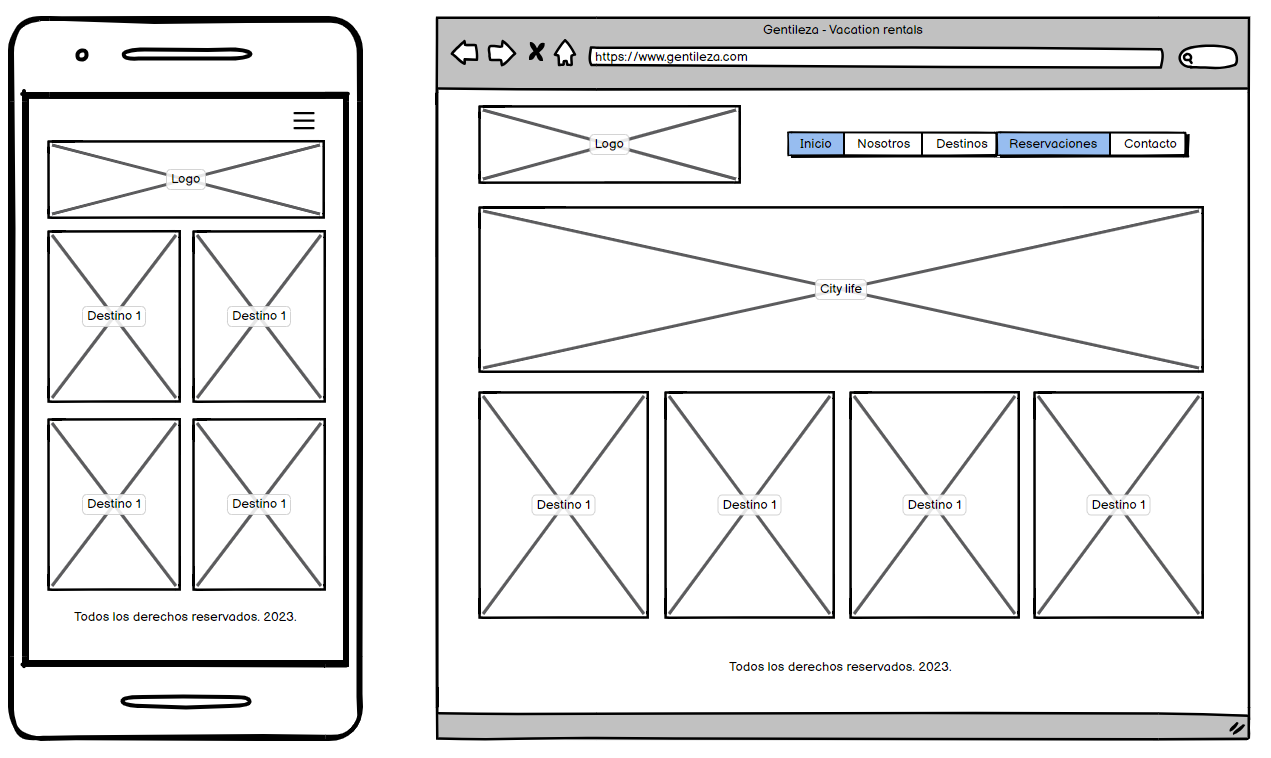 Logo
Destino 1
Destino 1
Destino 1
Destino 1
Todos los derechos reservados. 2023.
Gentileza - Vacation rentals
https://www.gentileza.com
Logo
Inicio Nosotros Destinos Reservaciones Contacto
City life
Destino 1 Destino 1 Destino 1 Destino 1
Todos los derechos reservados. 2023.